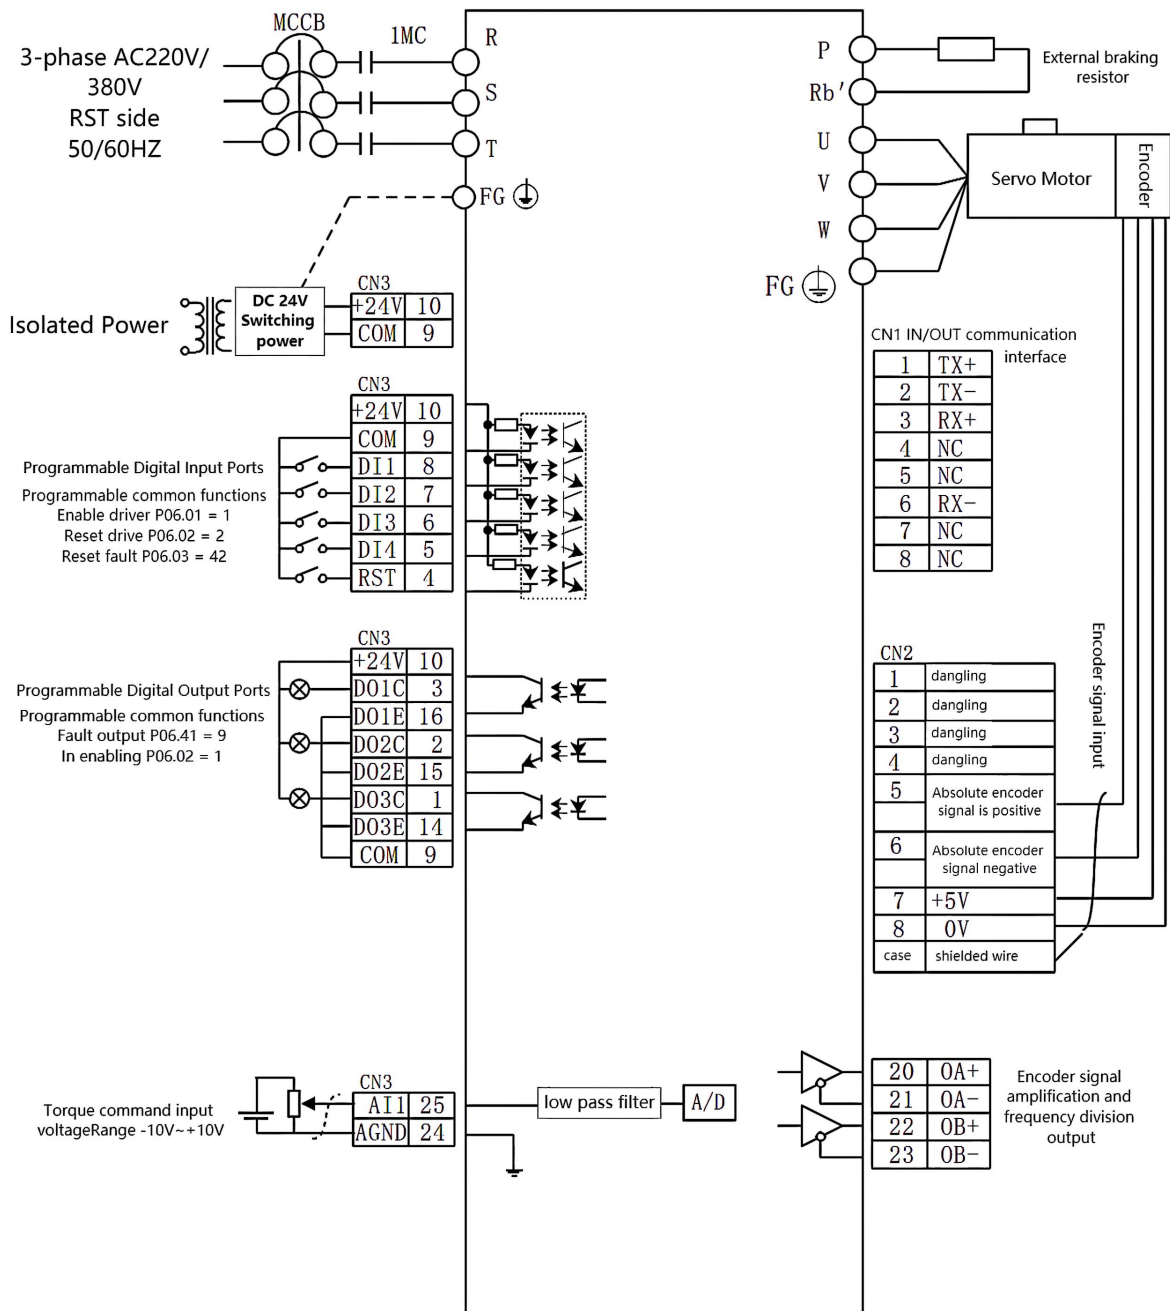 MCCB
1MC
3-phase AC220V/
380V
RST side
50/60HZ
R
S
T
FG
P
Rb'
External braking
resistor
U
V
W
FG
Servo Motor
Encoder
Isolated Power
DC 24V
Switching
power
CN3
+24V 10
COM 9
CN1 IN/OUT communication
interface
1 TX+
2 TX-
3 RX+
4 NC
5 NC
6 RX-
7 NC
8 NC
CN3
+24V 10
COM 9
DI1 8
DI2 7
DI3 6
DI4 5
RST 4
Programmable Digital Input Ports
Programmable common functions
Enable driver P06.01 = 1
Reset drive P06.02 = 2
Reset fault P06.03 = 42
CN3
+24V 10
DO1C 3
DO1E 16
DO2C 2
DO2E 15
DO3C 1
DO3E 14
COM 9
Programmable Digital Output Ports
Programmable common functions
Fault output P06.41 = 9
In enabling P06.02 = 1
Encoder signal input
CN2
1 dangling
2 dangling
3 dangling
4 dangling
5 Absolute encoder
signal is positive
6 Absolute encoder
signal negative
7 +5V
8 0V
case shielded wire
CN3
AI1 25
AGND 24
Torque command input
voltageRange -10V~+10V
low pass filter
A/D
20 OA+
21 OA-
22 OB+
23 OB-
Encoder signal
amplification and
frequency division
output